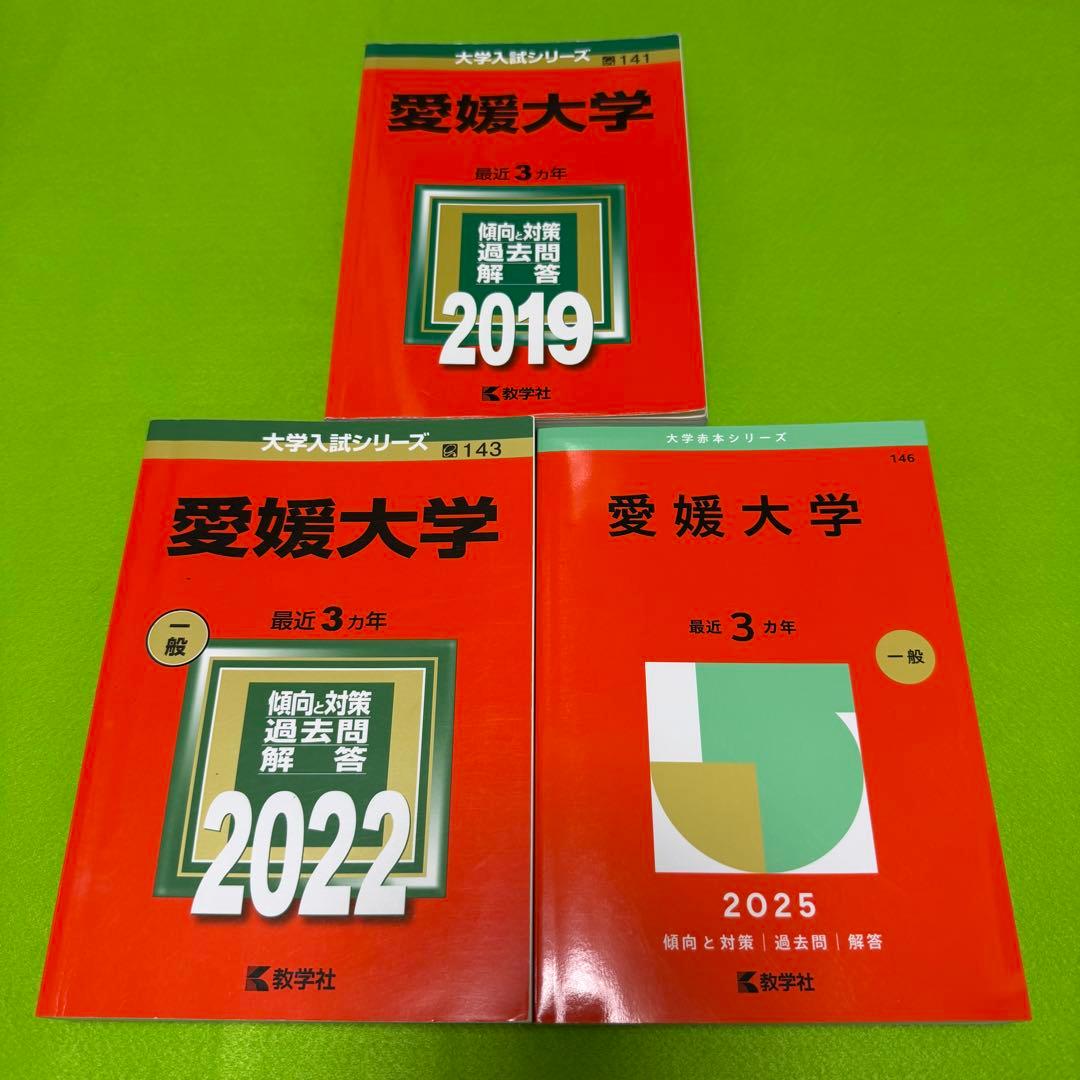 大学入試シリーズ 141
愛媛大学
最近3カ年
傾向と対策
過去問
解答
2019
教学社
大学入試シリーズ 143
愛媛大学
最近3カ年
一般
傾向と対策
過去問
解答
2022
教学社
大学赤本シリーズ
146
愛媛大学
最近3カ年
一般
2025
傾向と対策|過去問|解答
教学社